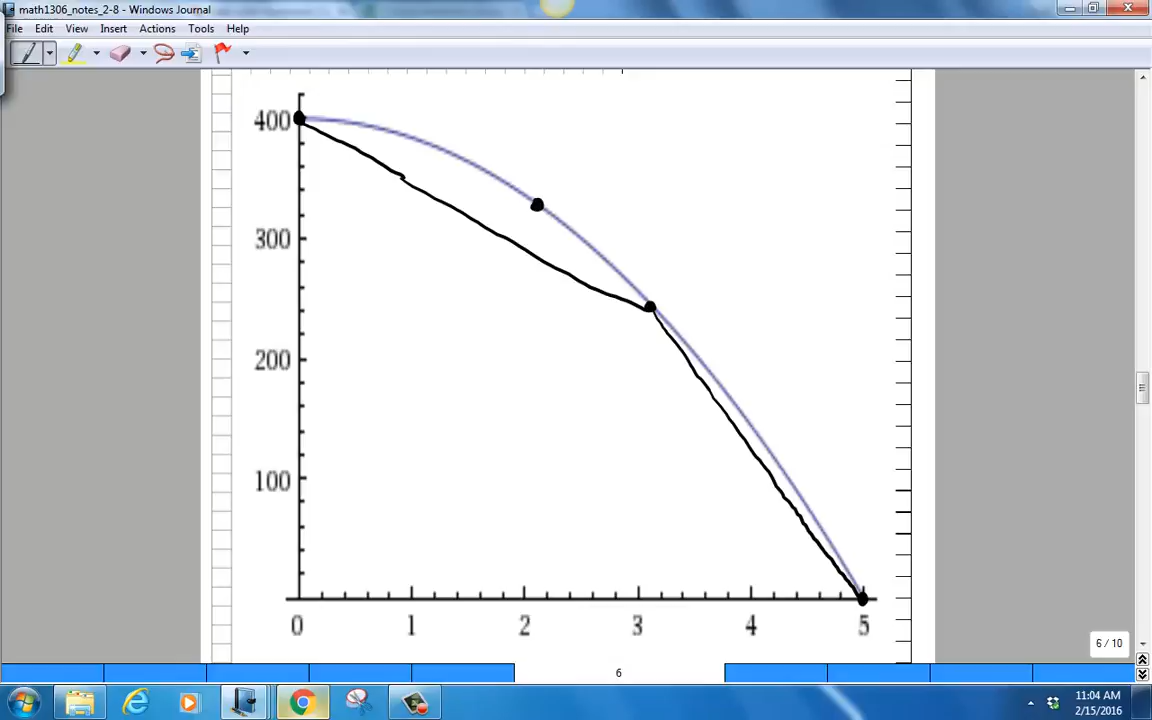 math1306_notes_2-8 - Windows Journal
File Edit View Insert Actions Tools Help
400
300
200
100
0 1 2 3 4 5
6 / 10
6
11:04 AM
2/15/2016